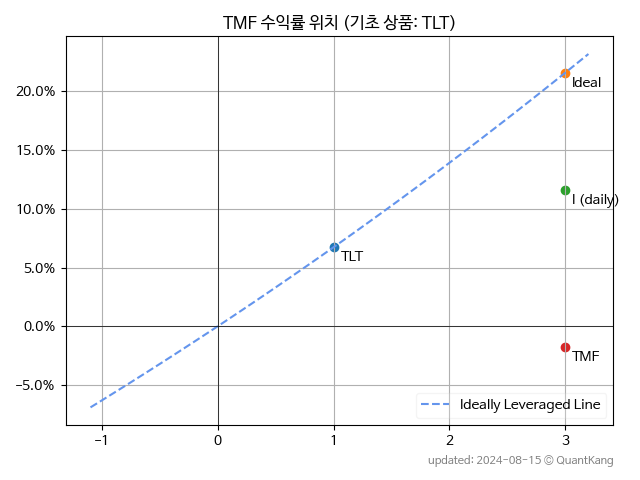 TMF 수익률 위치 (기초 상품: TLT)
20.0%
15.0%
10.0%
5.0%
0.0%
−5.0%
Ideal
I (daily)
TLT
TMF
Ideally Leveraged Line
−1
0
1
2
3
updated: 2024-08-15 © QuantKang